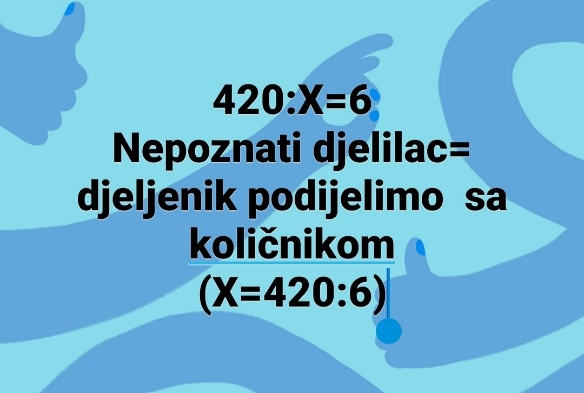 420:X=6
Nepoznati djelilac=
djeljenik podijelimo sa
količnikom
(X=420:6)